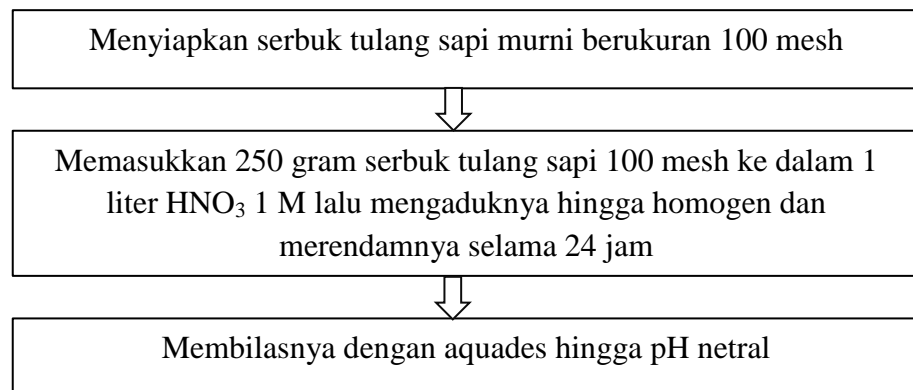 Menyiapkan serbuk tulang sapi murni berukuran 100 mesh
Memasukkan 250 gram serbuk tulang sapi 100 mesh ke dalam 1
liter HNO₃ 1 M lalu mengaduknya hingga homogen dan
merendamnya selama 24 jam
Membilasnya dengan aquades hingga pH netral